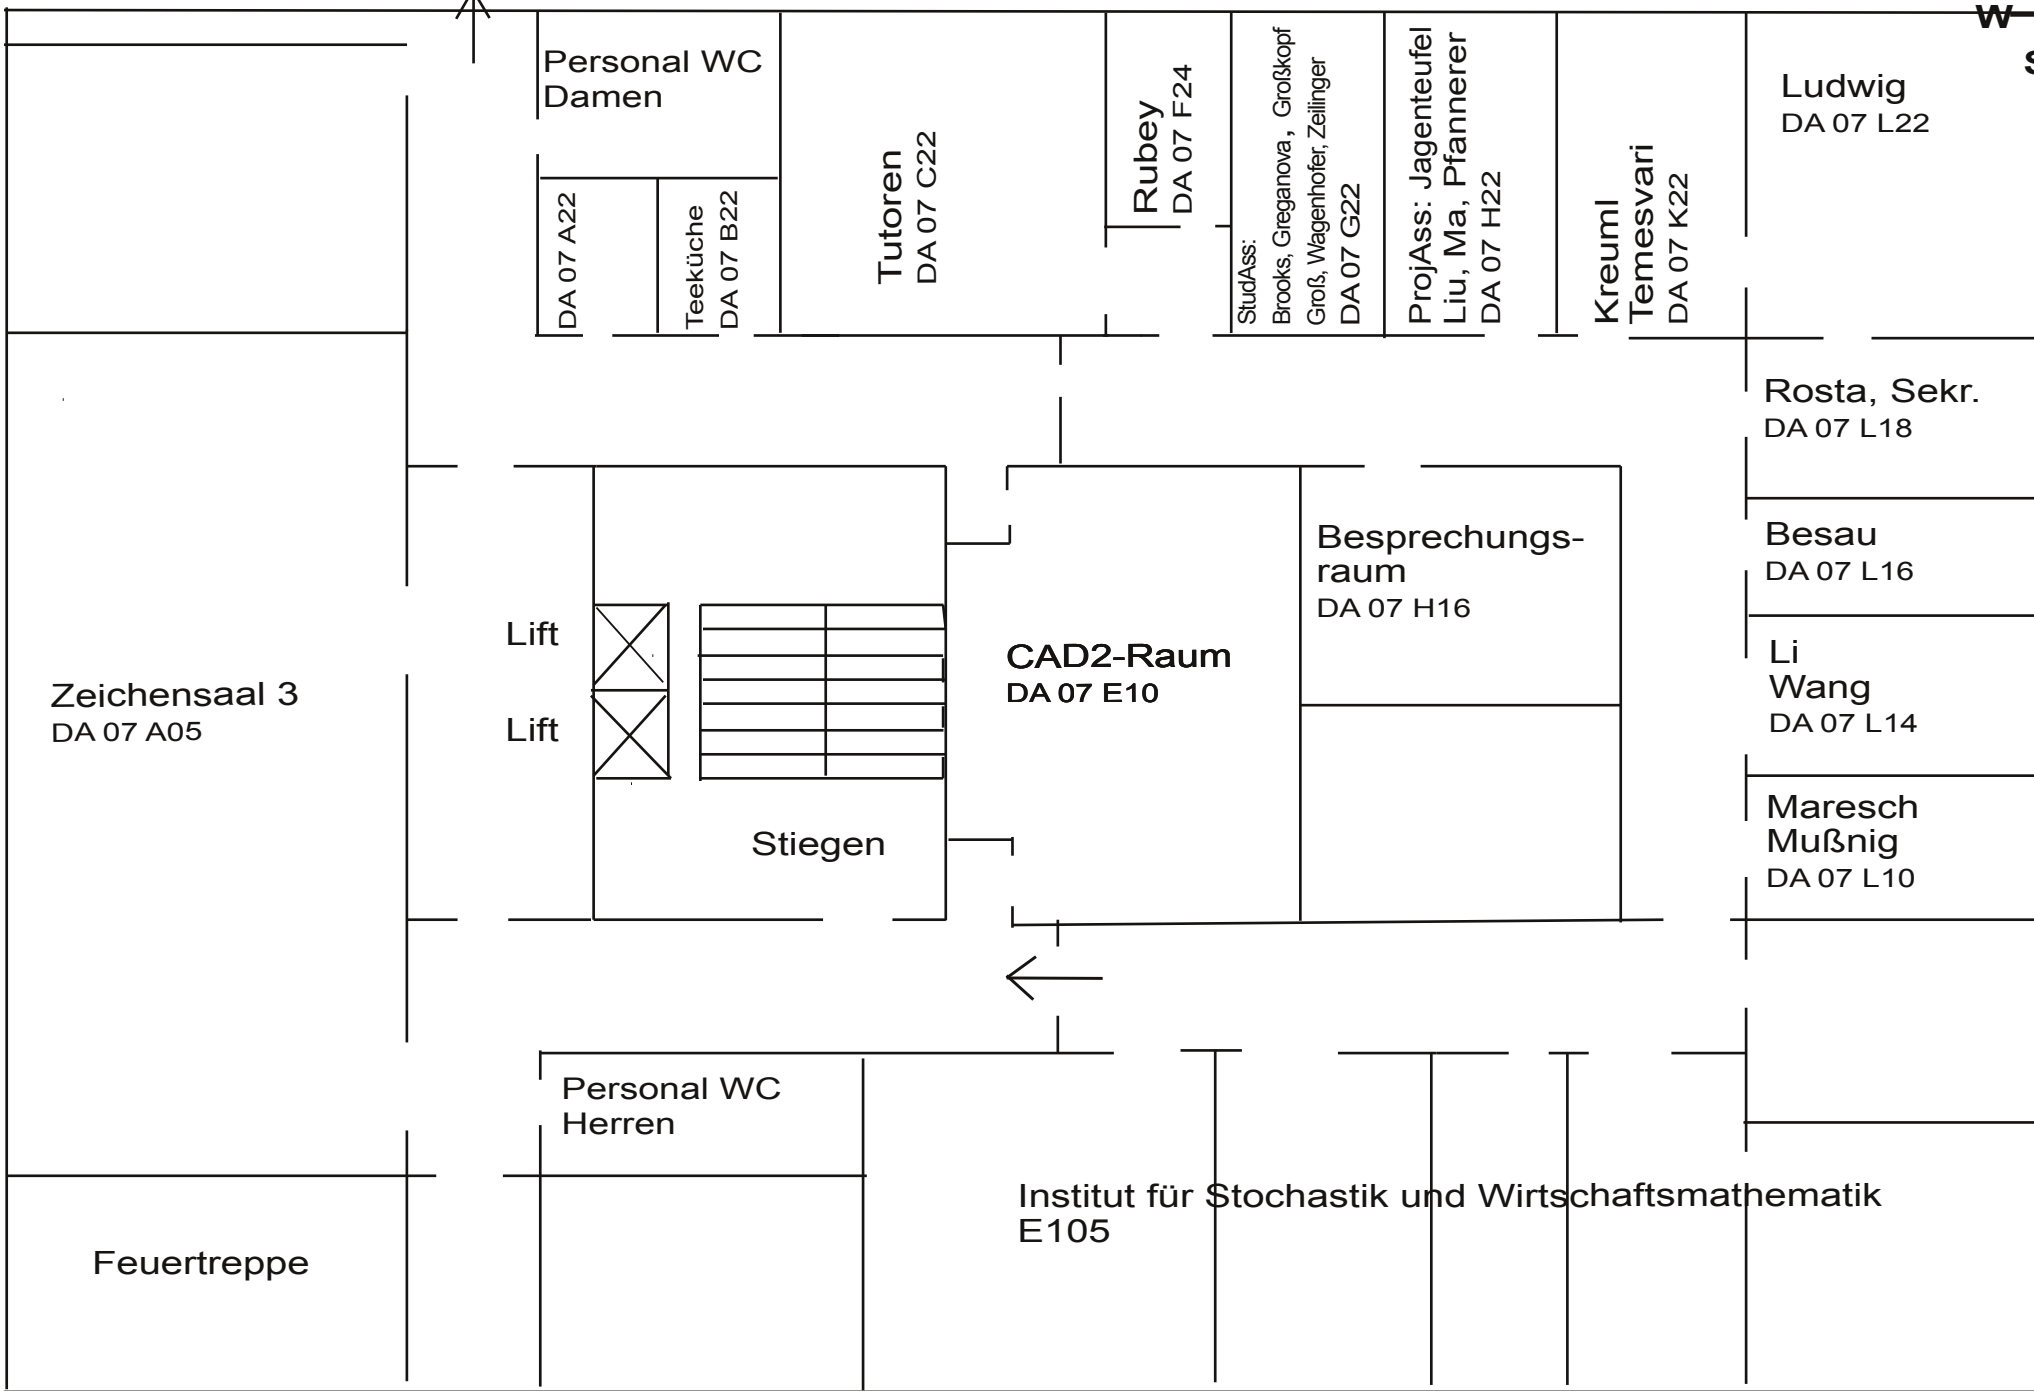 W
S
Personal WC
Damen
DA 07 A22
Teeküche
DA 07 B22
Tutoren
DA 07 C22
Rubey
DA 07 F24
StudAss:
Brooks, Greganova, Großkopf
Groß, Wagenhofer, Zeilinger
DA 07 G22
ProjAss: Jagenteufel
Liu, Ma, Pfannerer
DA 07 H22
Kreuml
Temesvari
DA 07 K22
Ludwig
DA 07 L22
Rosta, Sekr.
DA 07 L18
Besau
DA 07 L16
Li
Wang
DA 07 L14
Maresch
Mußnig
DA 07 L10
Besprechungs-
raum
DA 07 H16
CAD2-Raum
DA 07 E10
Lift
Lift
Stiegen
Zeichensaal 3
DA 07 A05
Personal WC
Herren
Institut für Stochastik und Wirtschaftsmathematik
E105
Feuertreppe